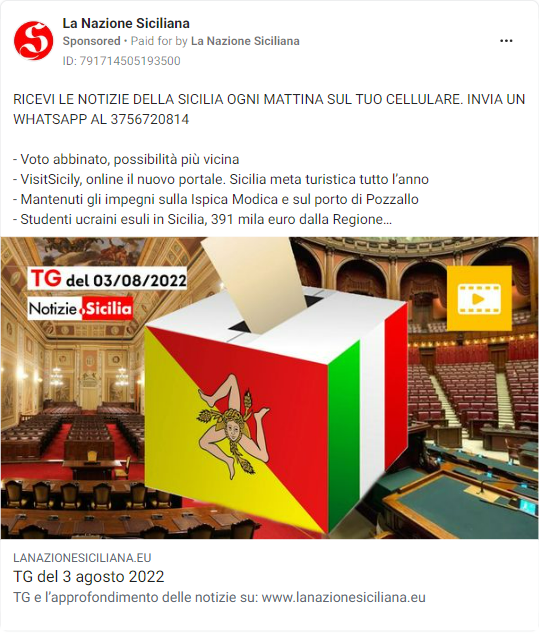 La Nazione Siciliana
Sponsored • Paid for by La Nazione Siciliana
ID: 791714505193500
RICEVI LE NOTIZIE DELLA SICILIA OGNI MATTINA SUL TUO CELLULARE. INVIA UN
WHATSAPP AL 3756720814
- Voto abbinato, possibilità più vicina
- VisitSicily, online il nuovo portale. Sicilia meta turistica tutto l’anno
- Mantenuti gli impegni sulla Ispica Modica e sul porto di Pozzallo
- Studenti ucraini esuli in Sicilia, 391 mila euro dalla Regione...
TG del 03/08/2022
Notizie Sicilia
LANAZIONESICILIANA.EU
TG del 3 agosto 2022
TG e l’approfondimento delle notizie su: www.lanazionesiciliana.eu